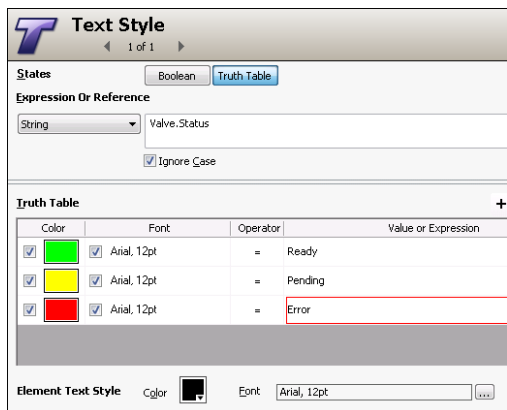 Text Style
1 of 1
States Boolean Truth Table
Expression Or Reference
String Valve.Status
Ignore Case
Truth Table +
Color Font Operator Value or Expression
Arial, 12pt = Ready
Arial, 12pt = Pending
Arial, 12pt = Error
Element Text Style Color Font Arial, 12pt ...